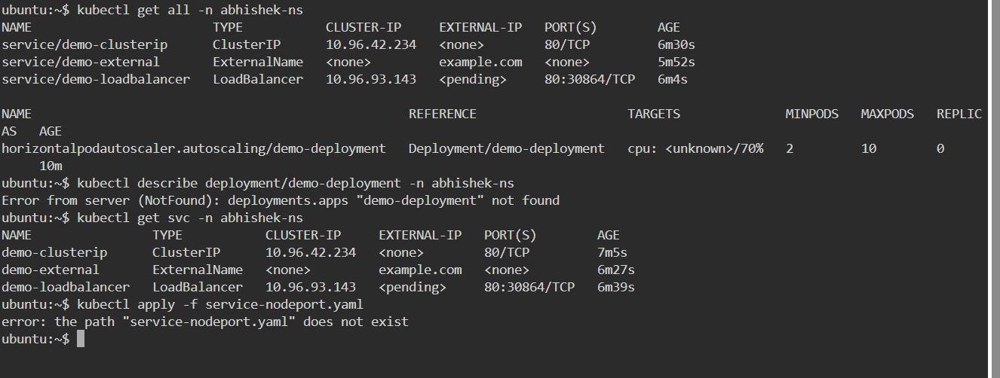 ubuntu:~$ kubectl get all -n abhishek-ns
NAME                        TYPE           CLUSTER-IP     EXTERNAL-IP   PORT(S)        AGE
service/demo-clusterip      ClusterIP      10.96.42.234   <none>        80/TCP         6m30s
service/demo-external       ExternalName   <none>         example.com   <none>         5m52s
service/demo-loadbalancer   LoadBalancer   10.96.93.143   <pending>     80:30864/TCP   6m4s
NAME                                                  REFERENCE                    TARGETS              MINPODS   MAXPODS   REPLIC
AS   AGE
horizontalpodautoscaler.autoscaling/demo-deployment   Deployment/demo-deployment   cpu: <unknown>/70%   2         10        0
     10m
ubuntu:~$ kubectl describe deployment/demo-deployment -n abhishek-ns
Error from server (NotFound): deployments.apps "demo-deployment" not found
ubuntu:~$ kubectl get svc -n abhishek-ns
NAME                TYPE           CLUSTER-IP     EXTERNAL-IP   PORT(S)        AGE
demo-clusterip      ClusterIP      10.96.42.234   <none>        80/TCP         7m5s
demo-external       ExternalName   <none>         example.com   <none>         6m27s
demo-loadbalancer   LoadBalancer   10.96.93.143   <pending>     80:30864/TCP   6m39s
ubuntu:~$ kubectl apply -f service-nodeport.yaml
error: the path "service-nodeport.yaml" does not exist
ubuntu:~$